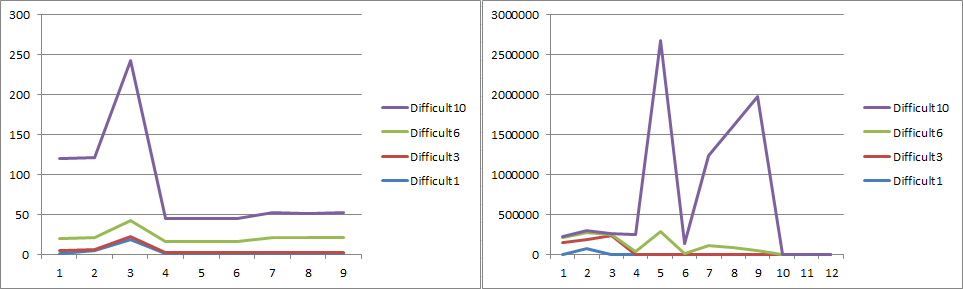 300
250
200
150
100
50
0
1 2 3 4 5 6 7 8 9
Difficult10
Difficult6
Difficult3
Difficult1
3000000
2500000
2000000
1500000
1000000
500000
0
1 2 3 4 5 6 7 8 9 10 11 12
Difficult10
Difficult6
Difficult3
Difficult1